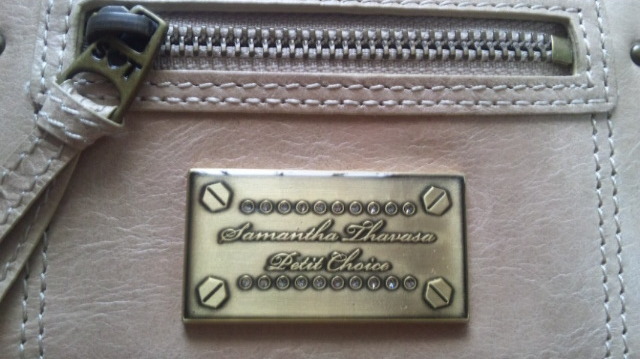 Samantha Thavasa
Petit Choice